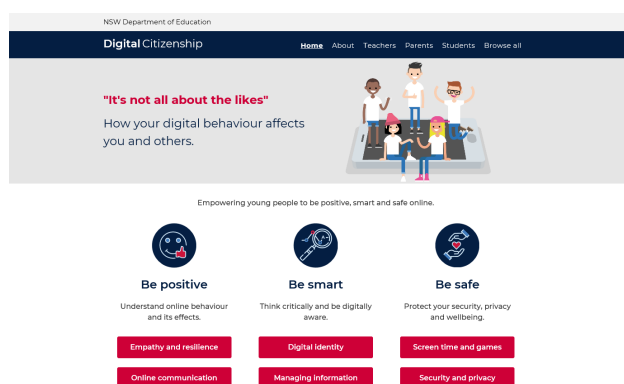 NSW Department of Education
Digital Citizenship
Home About Teachers Parents Students Browse all
"It's not all about the likes"
How your digital behaviour affects
you and others.
Empowering young people to be positive, smart and safe online.
Be positive
Understand online behaviour
and its effects.
Empathy and resilience
Online communication
Be smart
Think critically and be digitally
aware.
Digital identity
Managing information
Be safe
Protect your security, privacy
and wellbeing.
Screen time and games
Security and privacy